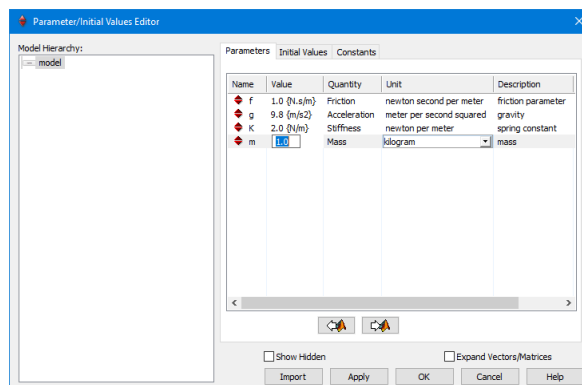 Parameter/Initial Values Editor
Model Hierarchy:
model
Parameters Initial Values Constants
Name Value Quantity Unit Description
f 1.0 {N.s/m} Friction newton second per meter friction parameter
g 9.8 {m/s2} Acceleration meter per second squared gravity
K 2.0 {N/m} Stiffness newton per meter spring constant
m 1.0 Mass kilogram mass
Show Hidden Expand Vectors/Matrices
Import Apply OK Cancel Help